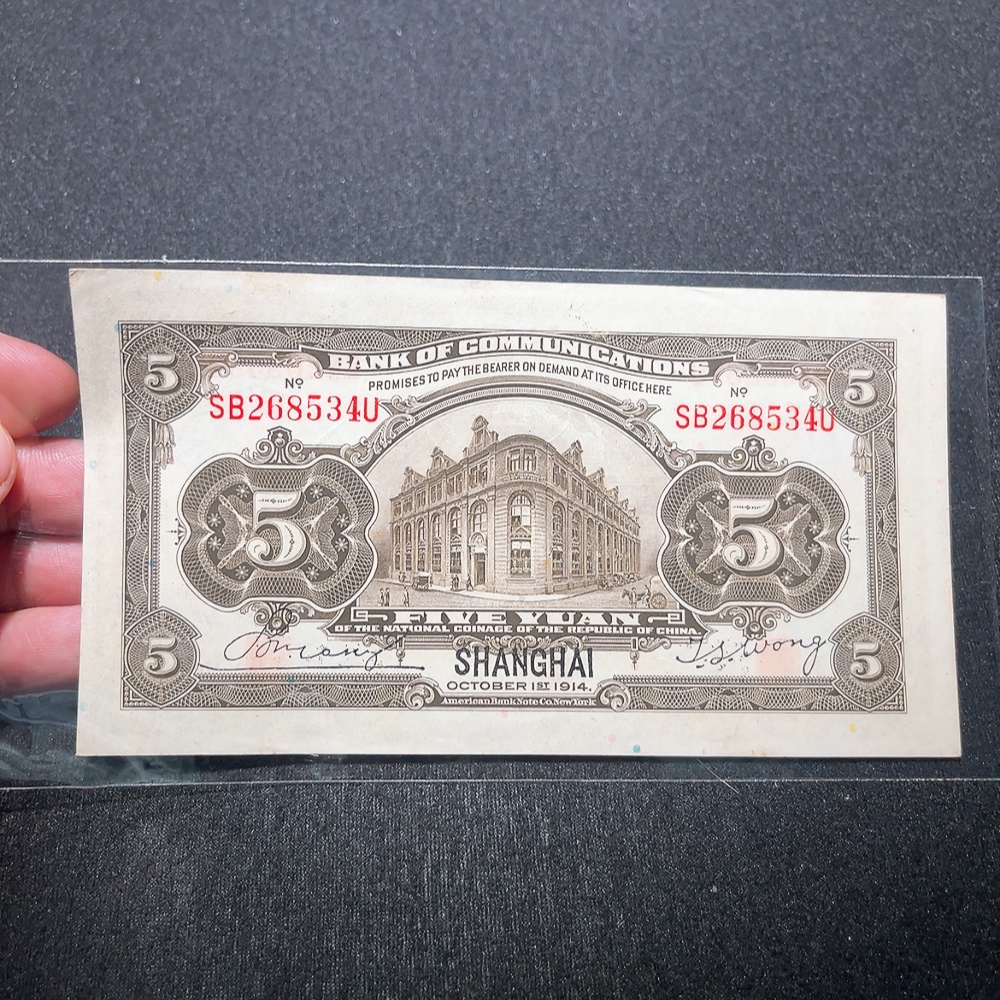 BANK OF COMMUNICATIONS
PROMISES TO PAY THE BEARER ON DEMAND AT ITS OFFICE HERE
5 5
Nº Nº
SB268534U SB268534U
5 5
FIVE YUAN
OF THE NATIONAL COINAGE OF THE REPUBLIC OF CHINA.
5 5
S. Wong
SHANGHAI
OCTOBER 1ST 1914.
American Bank Note Co. New York